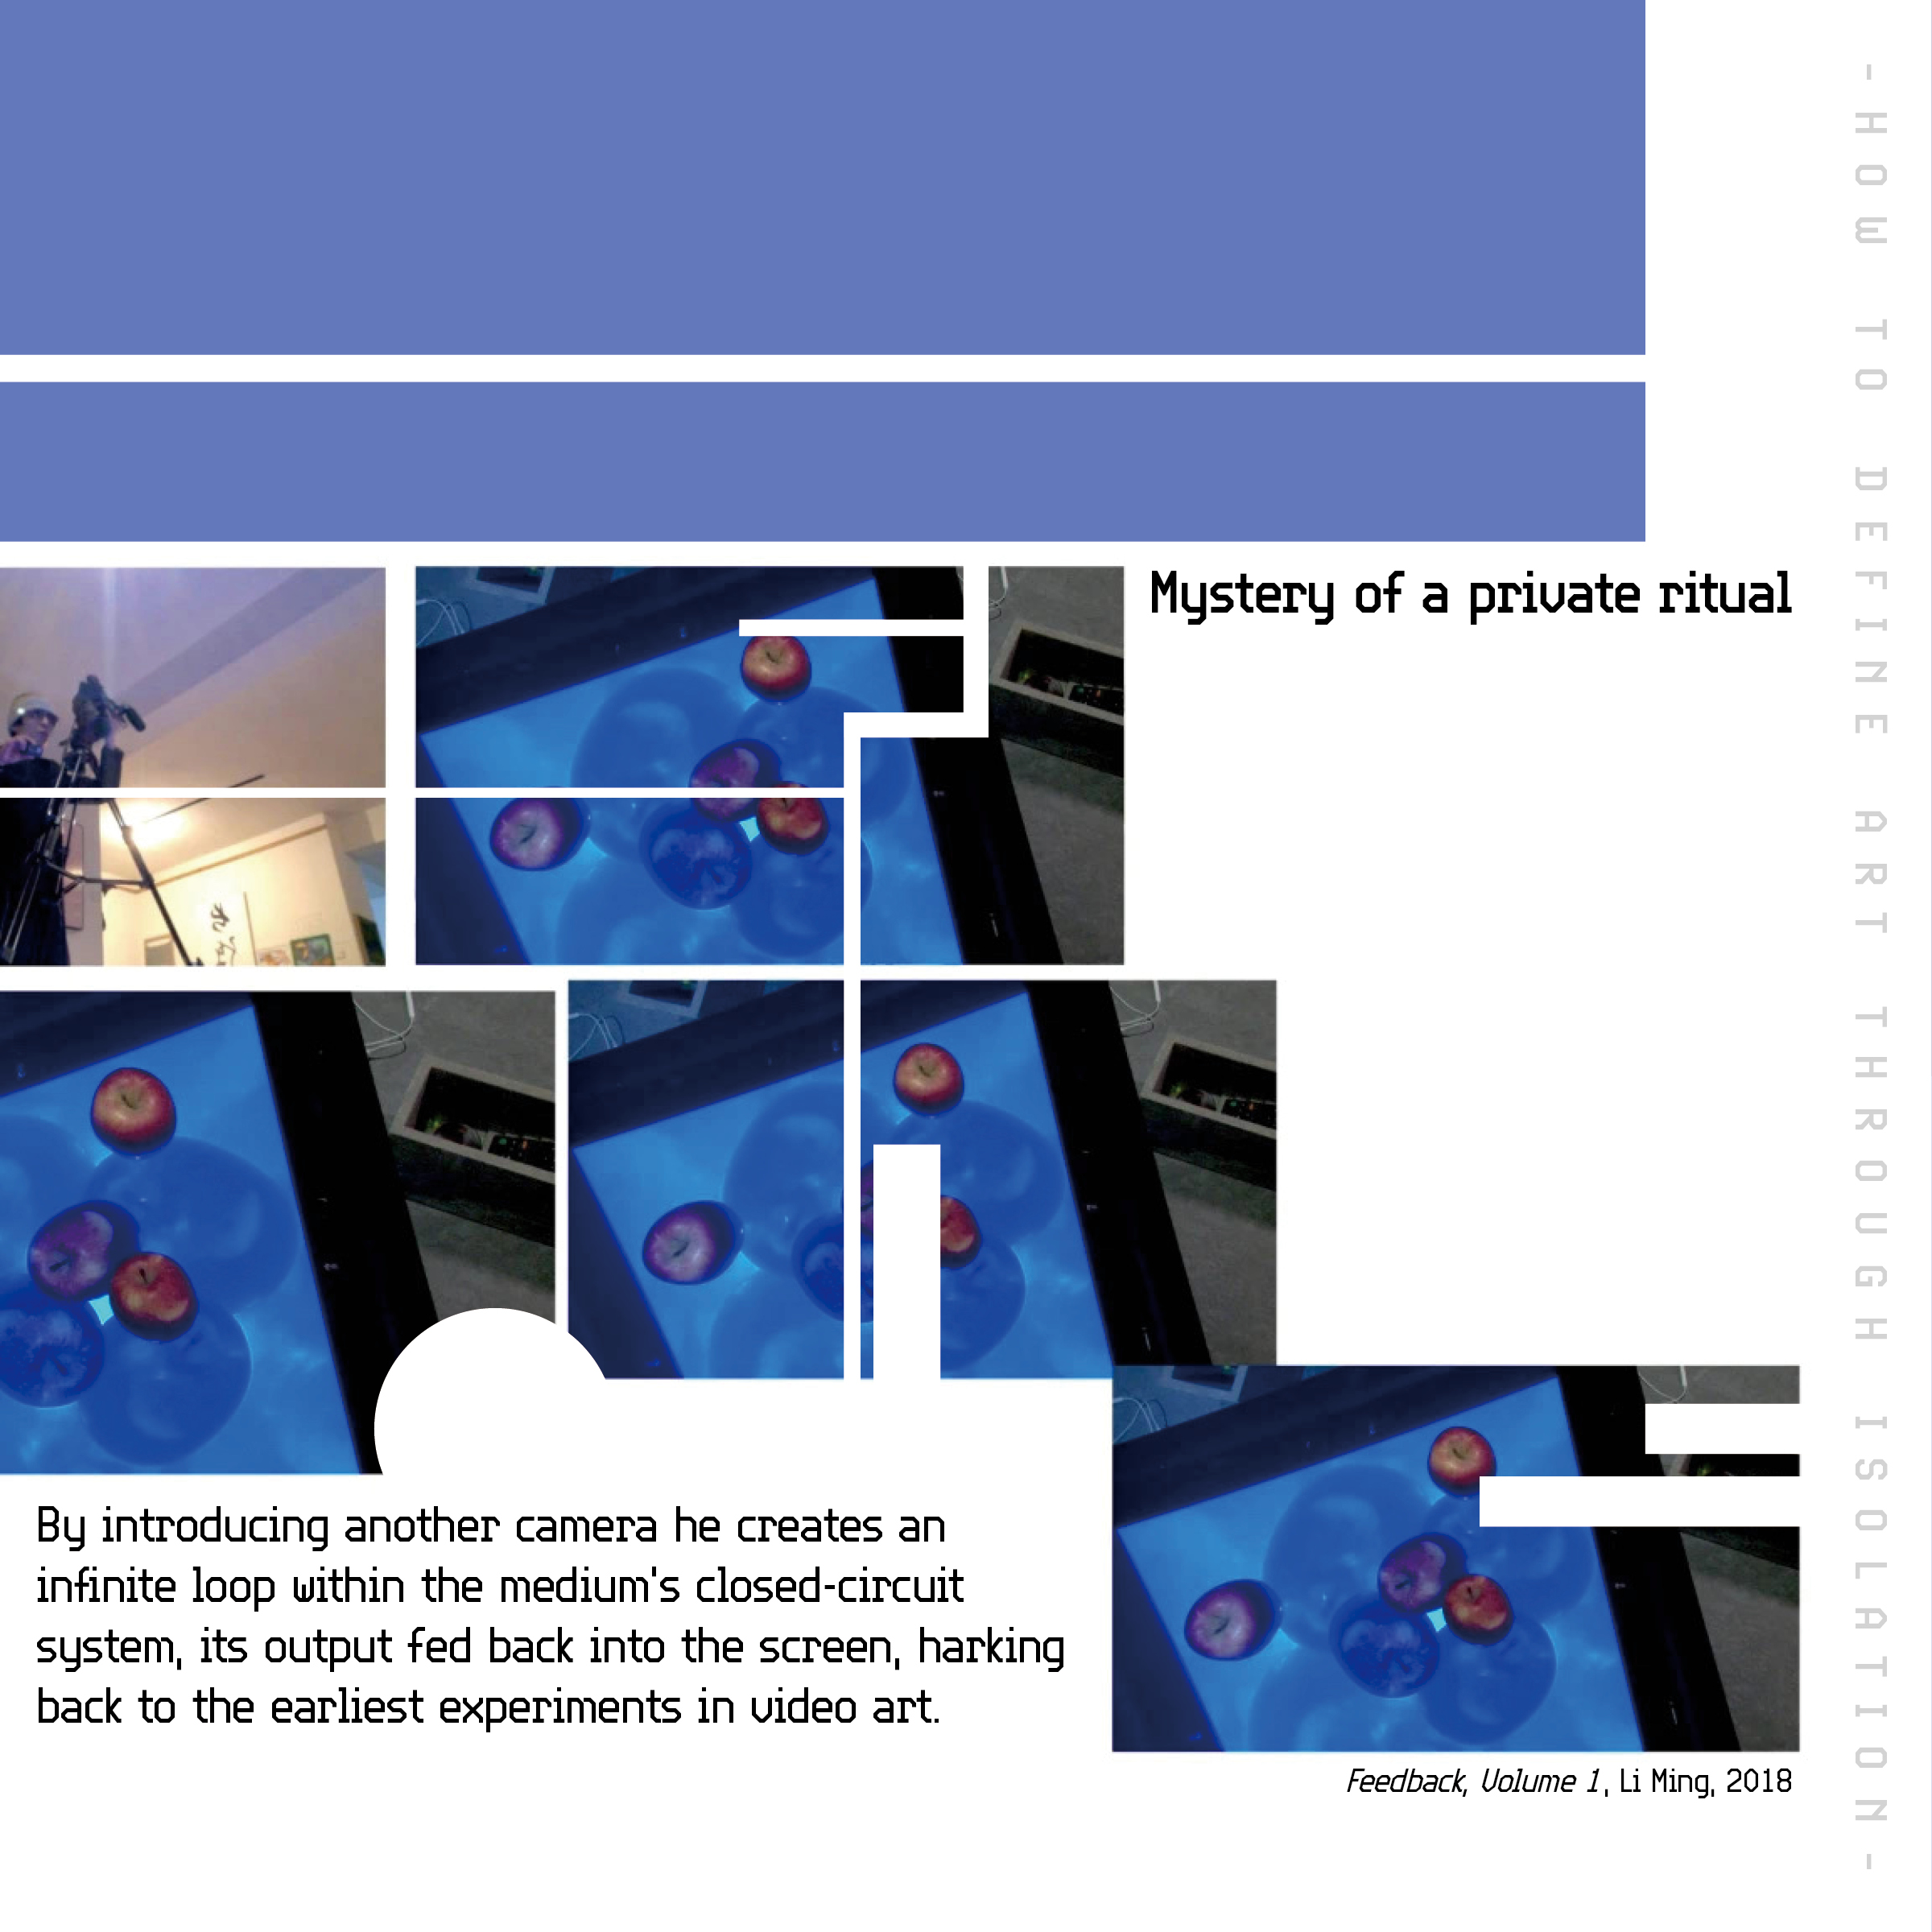 Mystery of a private ritual
By introducing another camera he creates an
infinite loop within the medium's closed-circuit
system, its output fed back into the screen, harking
back to the earliest experiments in video art.
Feedback, Volume 1, Li Ming, 2018
- HOW TO DEFINE ART THROUGH ISOLATION -